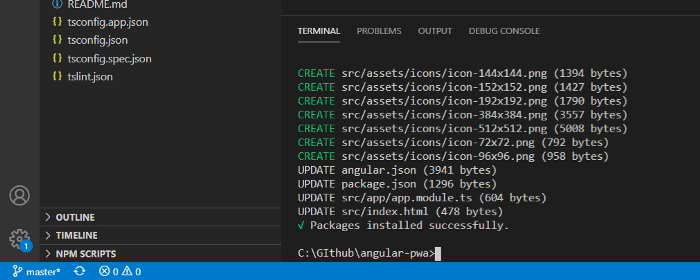 README.md
tsconfig.app.json
tsconfig.json
tsconfig.spec.json
tslint.json
OUTLINE
TIMELINE
NPM SCRIPTS
TERMINAL PROBLEMS OUTPUT DEBUG CONSOLE
CREATE src/assets/icons/icon-144x144.png (1394 bytes)
CREATE src/assets/icons/icon-152x152.png (1427 bytes)
CREATE src/assets/icons/icon-192x192.png (1790 bytes)
CREATE src/assets/icons/icon-384x384.png (3557 bytes)
CREATE src/assets/icons/icon-512x512.png (5008 bytes)
CREATE src/assets/icons/icon-72x72.png (792 bytes)
CREATE src/assets/icons/icon-96x96.png (958 bytes)
UPDATE angular.json (3941 bytes)
UPDATE package.json (1296 bytes)
UPDATE src/app/app.module.ts (604 bytes)
UPDATE src/index.html (478 bytes)
√ Packages installed successfully.
C:\GIthub\angular-pwa>
1
master* 0 0